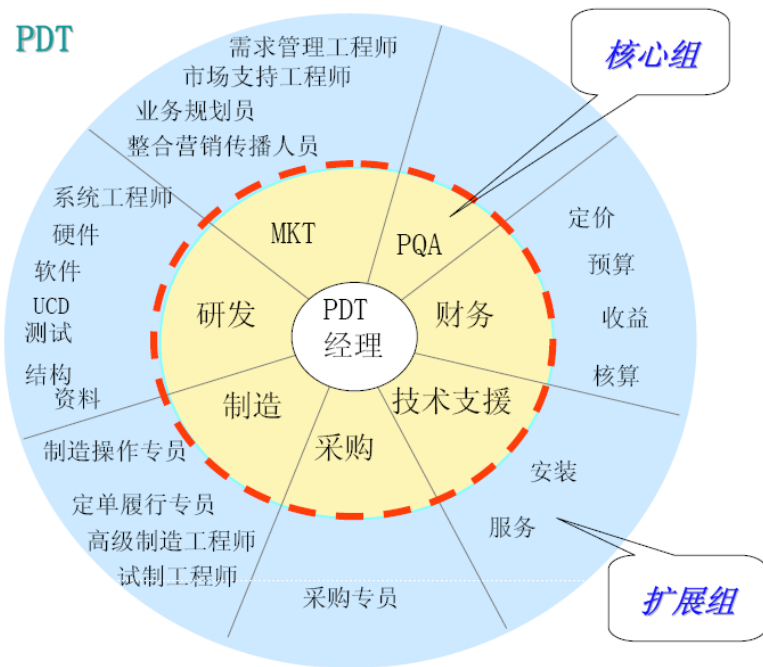 PDT
需求管理工程师
市场支持工程师
业务规划员
整合营销传播人员
核心组
系统工程师
硬件
软件
UCD
测试
结构
资料
MKT
PQA
研发
PDT
经理
财务
制造
采购
技术支援
定价
预算
收益
核算
制造操作专员
定单履行专员
高级制造工程师
试制工程师
采购专员
安装
服务
扩展组